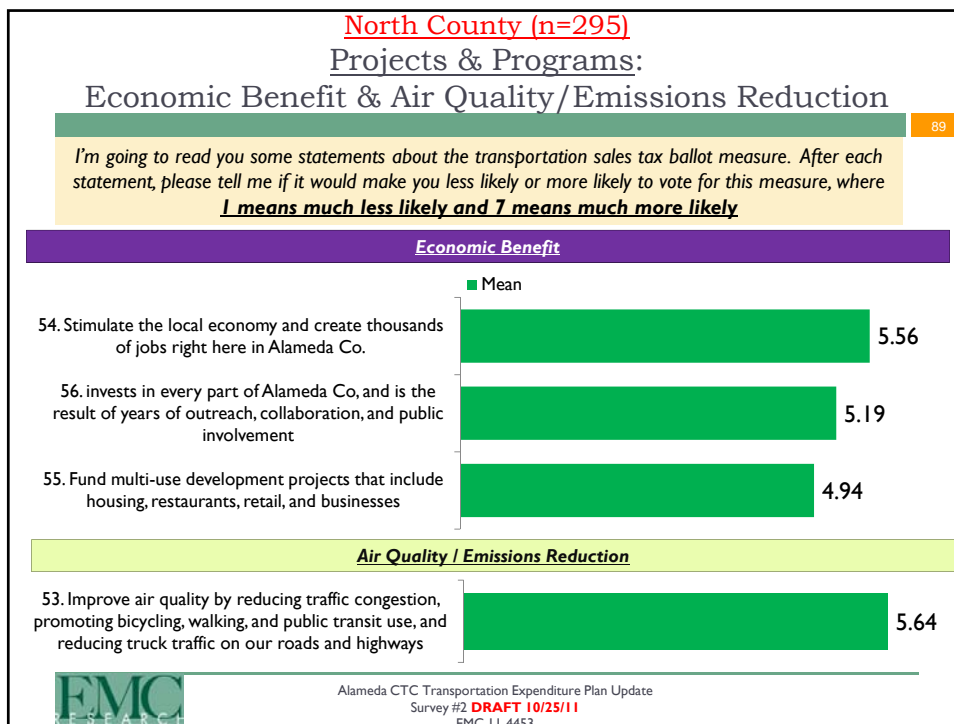 North County (n=295)
Projects & Programs:
Economic Benefit & Air Quality/Emissions Reduction
89
I'm going to read you some statements about the transportation sales tax ballot measure. After each
statement, please tell me if it would make you less likely or more likely to vote for this measure, where
1 means much less likely and 7 means much more likely
Economic Benefit
Mean
54. Stimulate the local economy and create thousands
of jobs right here in Alameda Co.
5.56
56. invests in every part of Alameda Co, and is the
result of years of outreach, collaboration, and public
involvement
5.19
55. Fund multi-use development projects that include
housing, restaurants, retail, and businesses
4.94
Air Quality / Emissions Reduction
53. Improve air quality by reducing traffic congestion,
promoting bicycling, walking, and public transit use, and
reducing truck traffic on our roads and highways
5.64
EMC
RESEARCH
Alameda CTC Transportation Expenditure Plan Update
Survey #2 DRAFT 10/25/11
EMC 11-4453